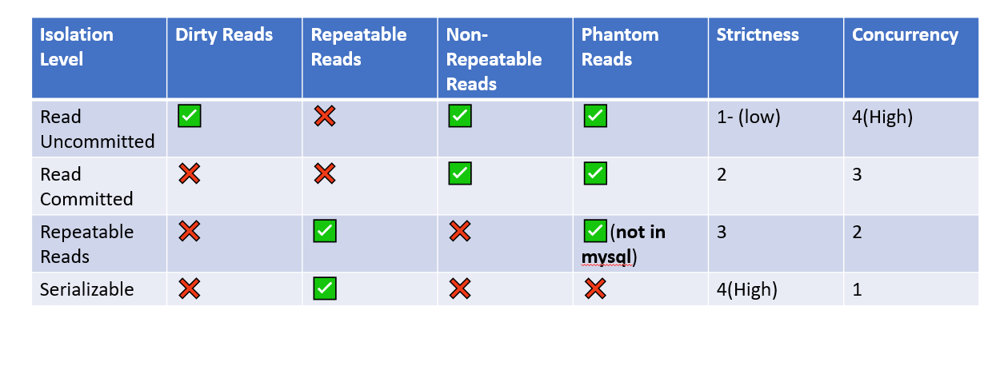 Isolation Level
Dirty Reads
Repeatable Reads
Non-Repeatable Reads
Phantom Reads
Strictness
Concurrency
Read Uncommitted
✅
❌
✅
✅
1- (low)
4(High)
Read Committed
❌
❌
✅
✅
2
3
Repeatable Reads
❌
✅
❌
✅(not in mysql)
3
2
Serializable
❌
✅
❌
❌
4(High)
1